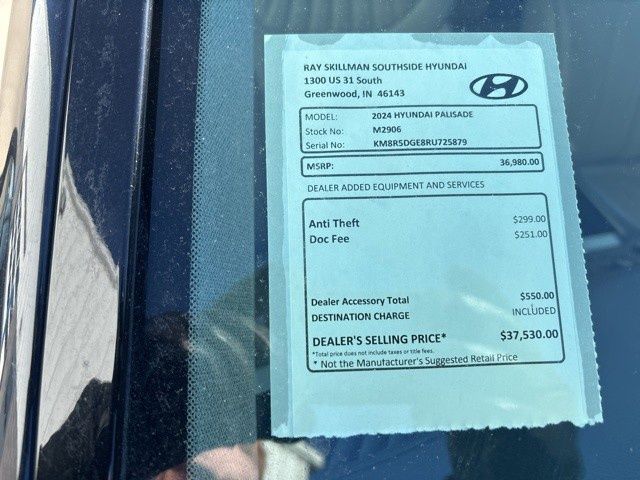 RAY SKILLMAN SOUTHSIDE HYUNDAI
1300 US 31 South
Greenwood, IN 46143
MODEL: 2024 HYUNDAI PALISADE
Stock No: M2906
Serial No: KM8R5DGE8RU725879
MSRP: 36,980.00
DEALER ADDED EQUIPMENT AND SERVICES
Anti Theft $299.00
Doc Fee $251.00
Dealer Accessory Total $550.00
DESTINATION CHARGE INCLUDED
DEALER'S SELLING PRICE* $37,530.00
*Total price does not include taxes or title fees.
* Not the Manufacturer's Suggested Retail Price